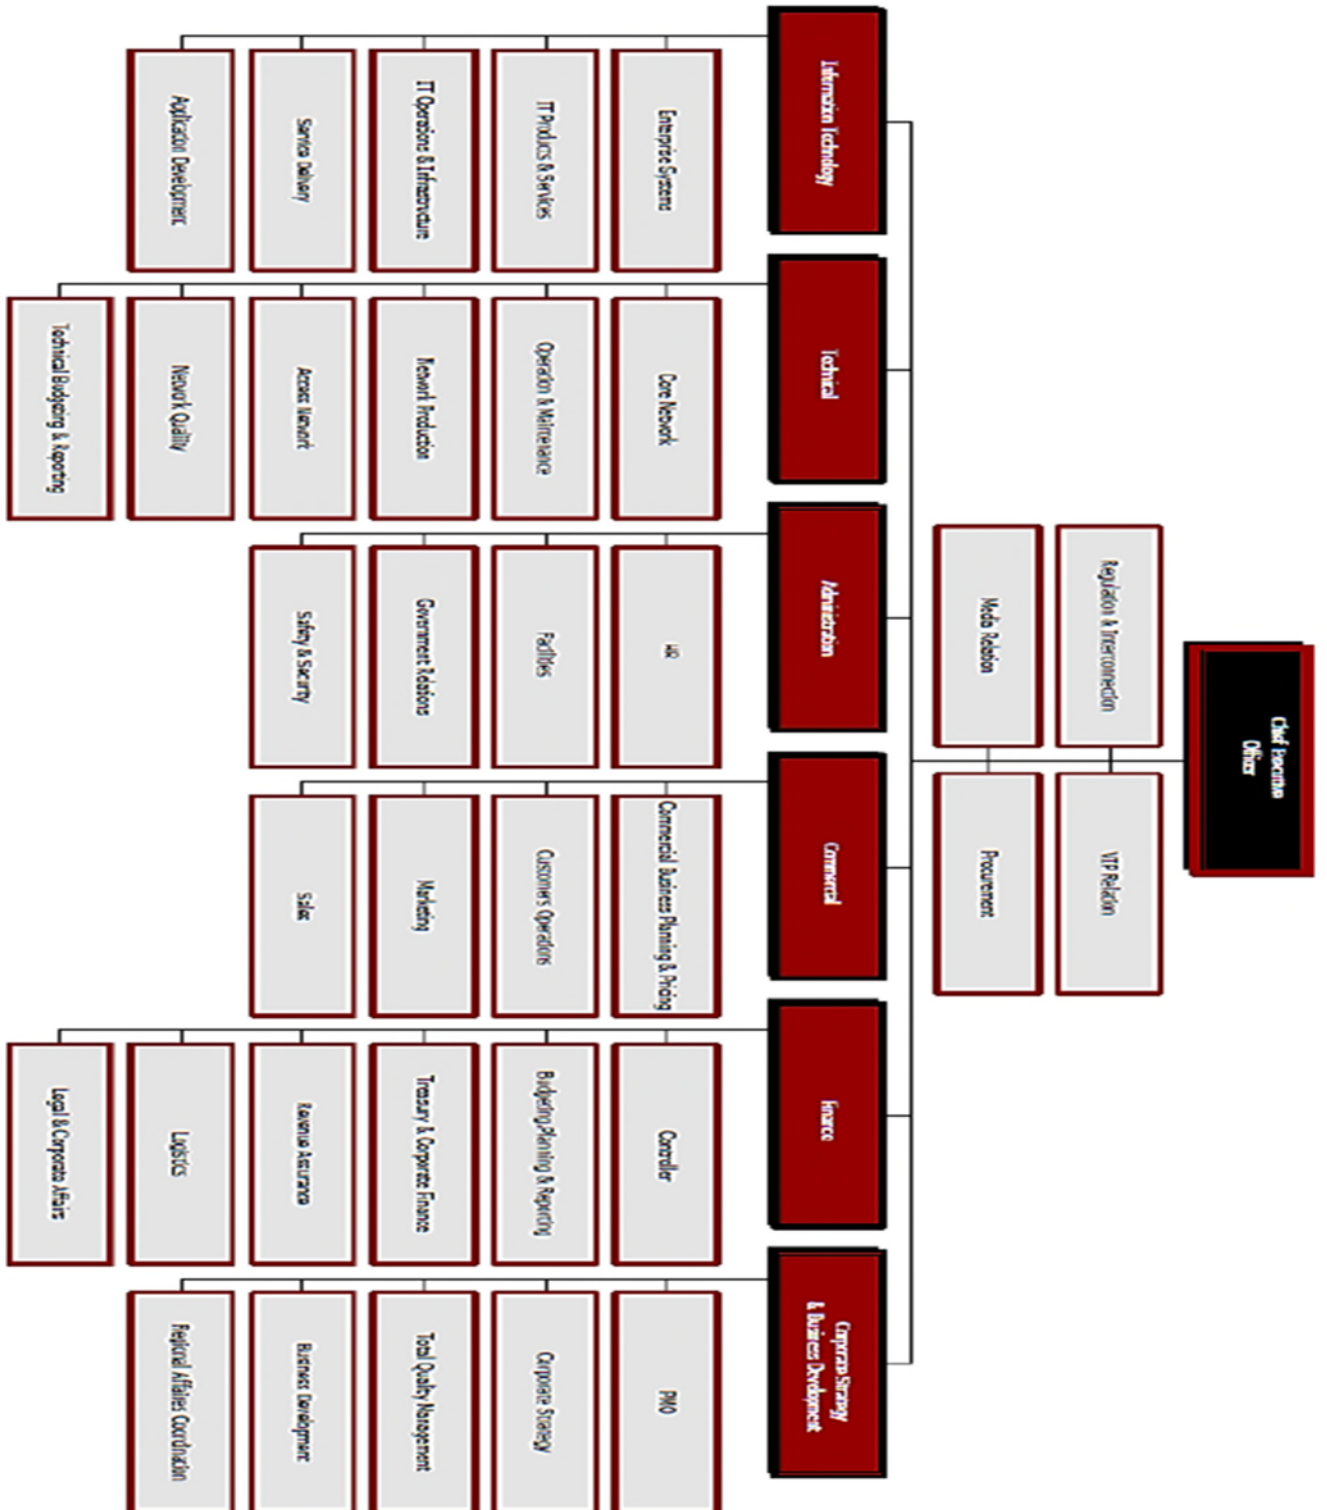 Chief Executive
Officer
Regulation & Interconnection
VIP Relation
Media Relation
Procurement
Information Technology
Enterprise Systems
IT Products & Services
IT Operations & Infrastructure
Service Delivery
Application Development
Technical
Core Network
Operation & Maintenance
Network Production
Access Network
Network Quality
Technical Budgeting & Reporting
Administration
HR
Facilities
Government Relations
Safety & Security
Commercial
Commercial Business Planning & Pricing
Customers Operations
Marketing
Sales
Finance
Controller
Budgeting,Planning & Reporting
Treasury & Corporate Finance
Revenue Assurance
Logistics
Legal & Corporate Affairs
Corporate Strategy
& Business Development
PMO
Corporate Strategy
Total Quality Management
Business Development
Regional Affaires Coordination